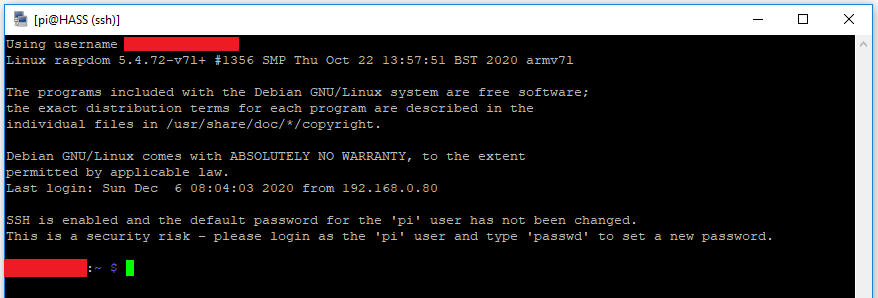 [pi@HASS (ssh)]
Using username
Linux raspdom 5.4.72-v7l+ #1356 SMP Thu Oct 22 13:57:51 BST 2020 armv7l
The programs included with the Debian GNU/Linux system are free software;
the exact distribution terms for each program are described in the
individual files in /usr/share/doc/*/copyright.
Debian GNU/Linux comes with ABSOLUTELY NO WARRANTY, to the extent
permitted by applicable law.
Last login: Sun Dec  6 08:04:03 2020 from 192.168.0.80
SSH is enabled and the default password for the 'pi' user has not been changed.
This is a security risk - please login as the 'pi' user and type 'passwd' to set a new password.
:~ $